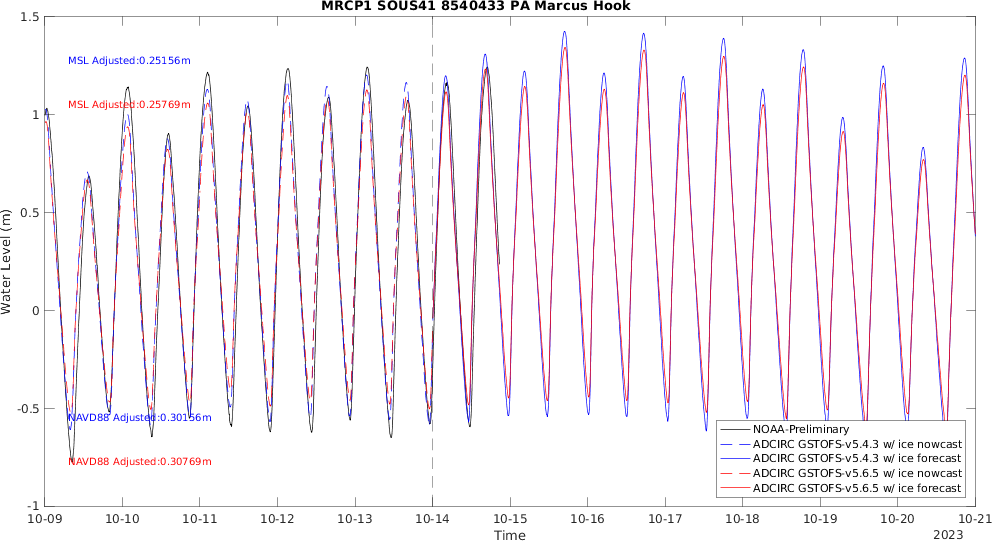 MRCP1 SOUS41 8540433 PA Marcus Hook
1.5
MSL Adjusted:0.25156m
MSL Adjusted:0.25769m
1
0.5
Water Level (m)
0
-0.5
NAVD88 Adjusted:0.30156m
NAVD88 Adjusted:0.30769m
NOAA-Preliminary
ADCIRC GSTOFS-v5.4.3 w/ ice nowcast
ADCIRC GSTOFS-v5.4.3 w/ ice forecast
ADCIRC GSTOFS-v5.6.5 w/ ice nowcast
ADCIRC GSTOFS-v5.6.5 w/ ice forecast
-1
10-09 10-10 10-11 10-12 10-13 10-14 10-15 10-16 10-17 10-18 10-19 10-20 10-21
Time
2023